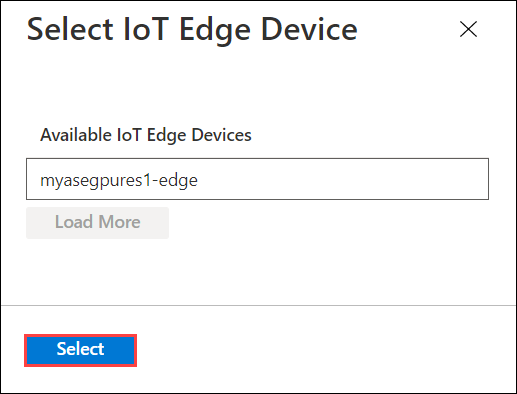 Select IoT Edge Device
Available IoT Edge Devices
myasegpures1-edge
Load More
Select